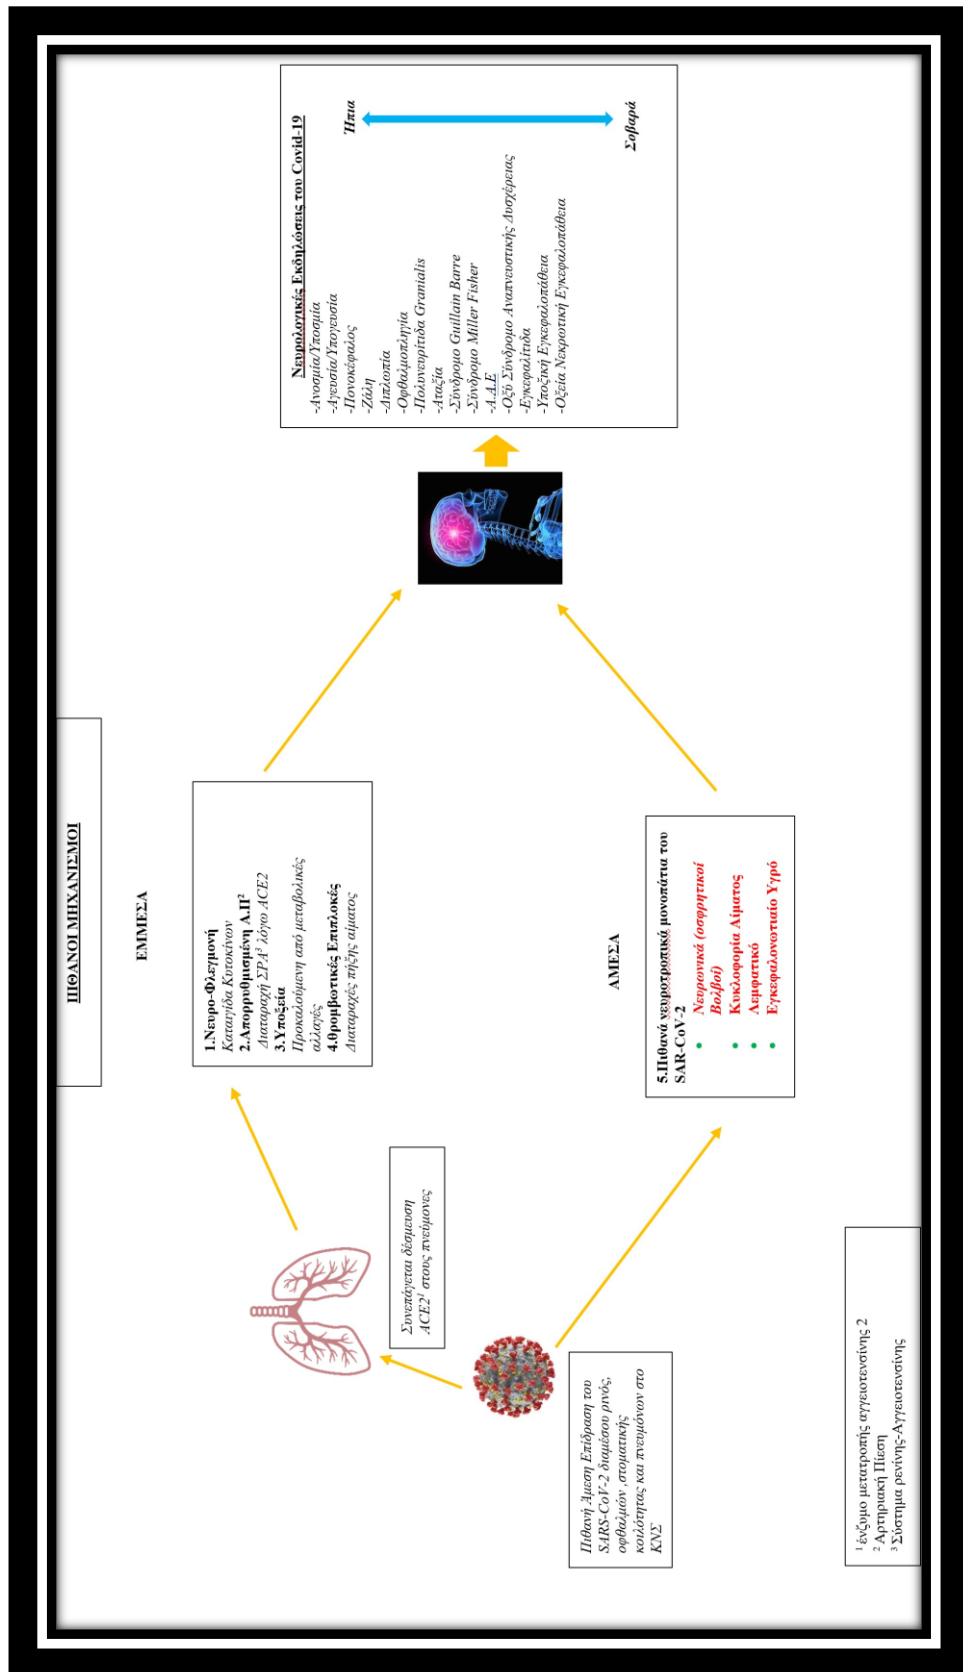 ΠΙΘΑΝΟΙ ΜΗΧΑΝΙΣΜΟΙ
ΕΜΜΕΣΑ
1.Νευρο-Φλεγμονή
Καταιγίδα Κυτοκίνων
2.Απορρυθμισμένη Α.Π²
Διαταραχή ΣΡΑ³ λόγο ACE2
3.Υποξεία
Προκαλούμενη από μεταβολικές
αλλαγές
4.θρομβωτικές Επιπλοκές
Διαταραχές πήξης αίματος
Συνεπάγεται δέσμευση
ACE2¹ στους πνεύμονες
Πιθανή Άμεση Επίδραση του
SARS-CoV-2 διαμέσου ρινός,
οφθαλμών ,στοματικής
κοιλότητας και πνευμόνων στο
ΚΝΣ
ΑΜΕΣΑ
5.Πιθανά νευροτροπικά μονοπάτια του
SAR-CoV-2
• Νευρωνικά (οσφρητικοί
Βολβοί)
• Κυκλοφορία Αίματος
• Λεμφατικό
• Εγκεφαλονωτιαίο Υγρό
Νευρολογικές Εκδηλώσεις του Covid-19
-Ανοσμία/Υποσμία
-Αγευσία/Υπογευσία
-Πονοκέφαλος
-Ζάλη
-Διπλωπία
-Οφθαλμοπληγία
-Πολυνευρίτιδα Granialis
-Αταξία
-Σύνδρομο Guillain Barre
-Σύνδρομο Miller Fisher
-Α.Α.Ε
-Οξύ Σύνδρομο Αναπνευστικής Δυσχέρειας
-Εγκεφαλίτιδα
-Υποξική Εγκεφαλοπάθεια
-Οξεία Νεκρωτική Εγκεφαλοπάθεια
Ήπια
Σοβαρά
¹ ένζυμο μετατροπής αγγειοτενσίνης 2
² Αρτηριακή Πίεση
³ Σύστημα ρενίνης-Αγγειοτενσίνης